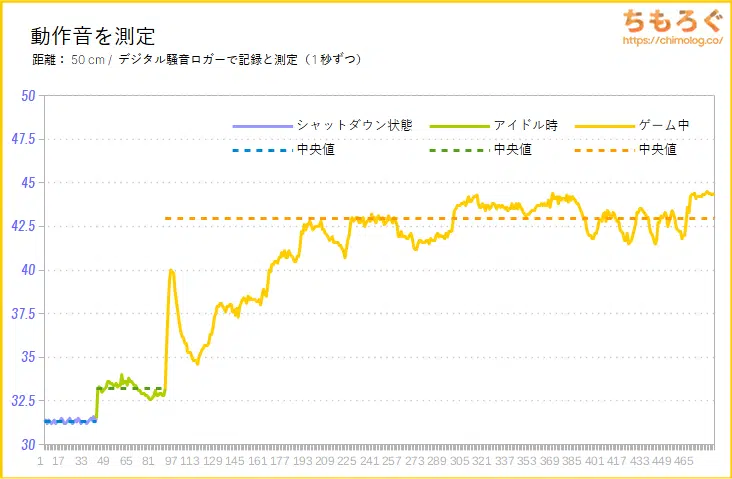 動作音を測定
ちもろぐ
https://chimolog.co/
距離： 50 cm / デジタル騒音ロガーで記録と測定（1秒ずつ）
50
シャットダウン状態 アイドル時 ゲーム中
47.5
中央値 中央値 中央値
45
42.5
40
37.5
35
32.5
30
1 17 33 49 65 81 97 113 129 145 161 177 193 209 225 241 257 273 289 305 321 337 353 369 385 401 417 433 449 465